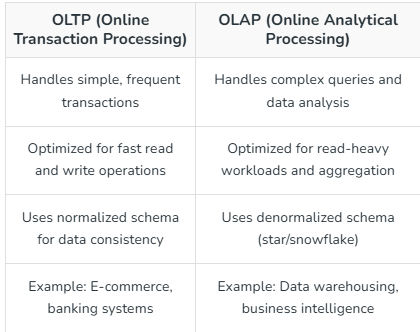 OLTP (Online
Transaction Processing)
OLAP (Online Analytical
Processing)
Handles simple, frequent
transactions
Handles complex queries and
data analysis
Optimized for fast read
and write operations
Optimized for read-heavy
workloads and aggregation
Uses normalized schema
for data consistency
Uses denormalized schema
(star/snowflake)
Example: E-commerce,
banking systems
Example: Data warehousing,
business intelligence